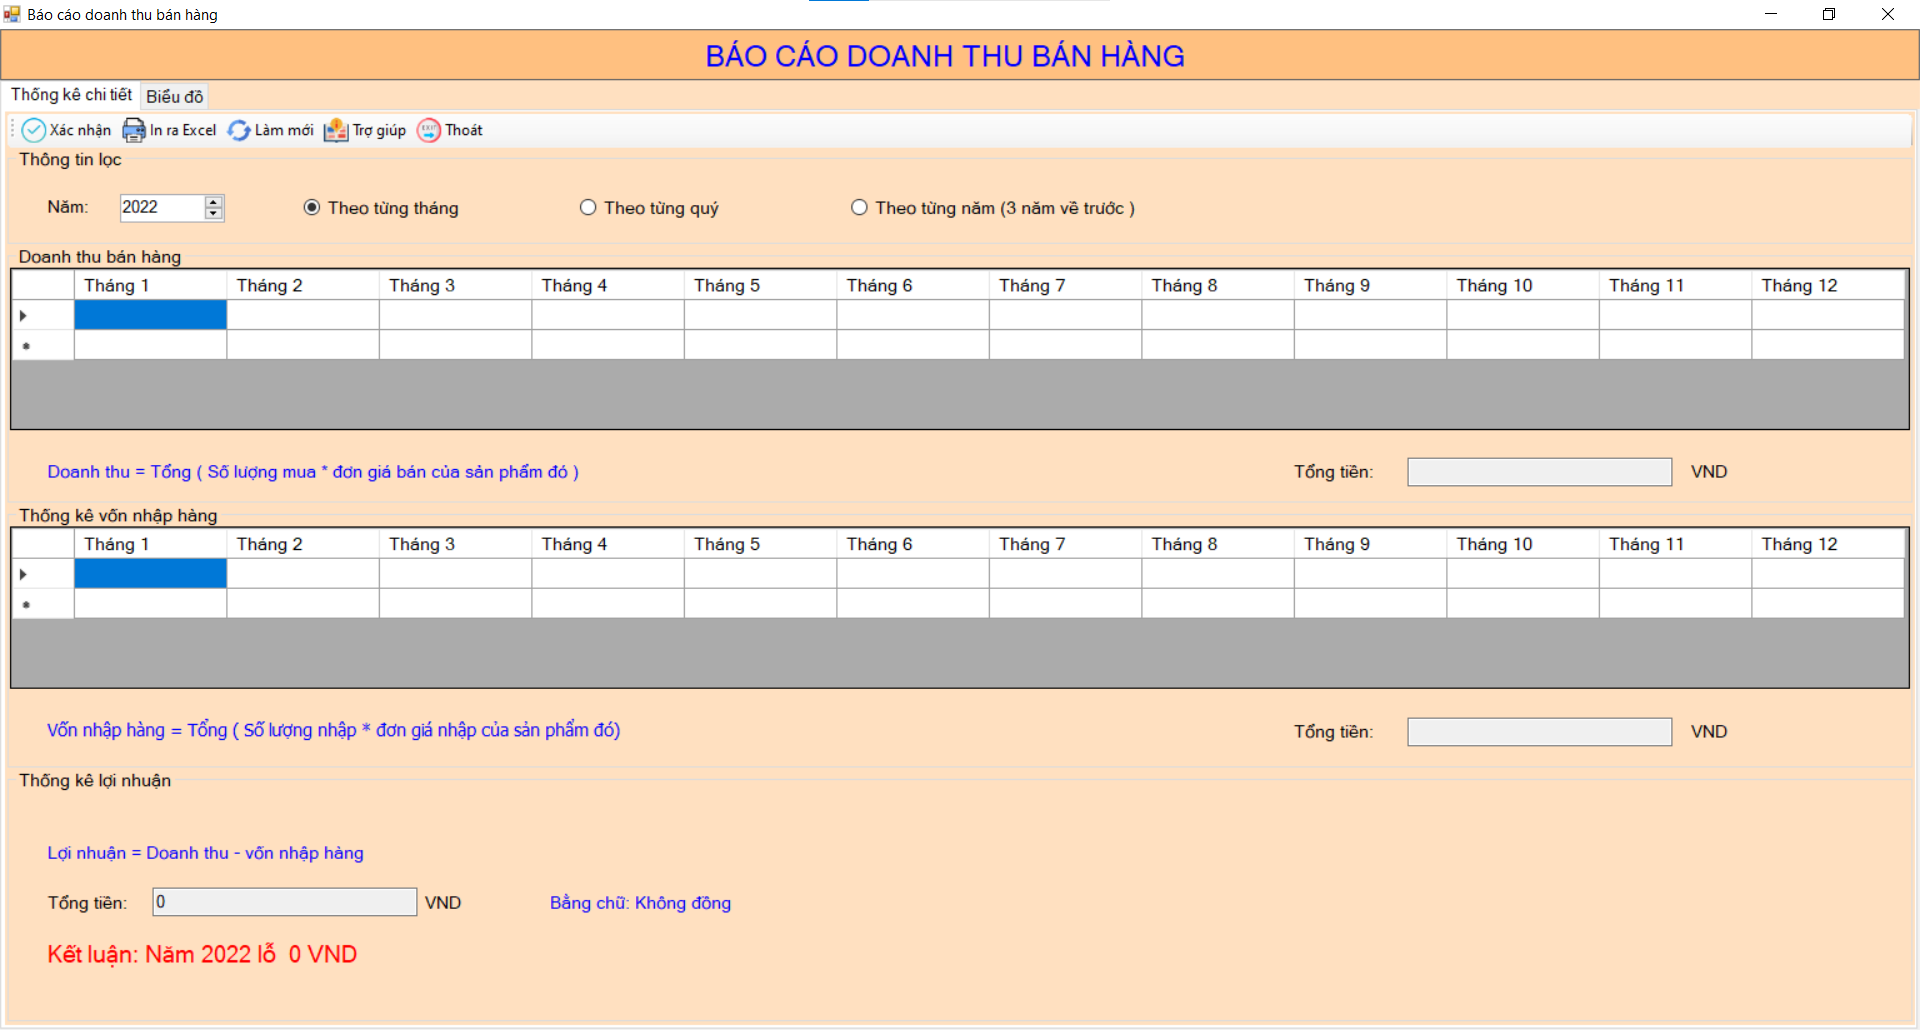 Báo cáo doanh thu bán hàng
BÁO CÁO DOANH THU BÁN HÀNG
Thống kê chi tiết Biểu đồ
Xác nhận In ra Excel Làm mới Trợ giúp EXIT Thoát
Thông tin lọc
Năm: 2022 Theo từng tháng Theo từng quý Theo từng năm (3 năm về trước )
Doanh thu bán hàng
Tháng 1 Tháng 2 Tháng 3 Tháng 4 Tháng 5 Tháng 6 Tháng 7 Tháng 8 Tháng 9 Tháng 10 Tháng 11 Tháng 12
Doanh thu = Tổng ( Số lượng mua * đơn giá bán của sản phẩm đó ) Tổng tiền: VND
Thống kê vốn nhập hàng
Tháng 1 Tháng 2 Tháng 3 Tháng 4 Tháng 5 Tháng 6 Tháng 7 Tháng 8 Tháng 9 Tháng 10 Tháng 11 Tháng 12
Vốn nhập hàng = Tổng ( Số lượng nhập * đơn giá nhập của sản phẩm đó) Tổng tiền: VND
Thống kê lợi nhuận
Lợi nhuận = Doanh thu - vốn nhập hàng
Tổng tiền: 0 VND Bằng chữ: Không đồng
Kết luận: Năm 2022 lỗ 0 VND